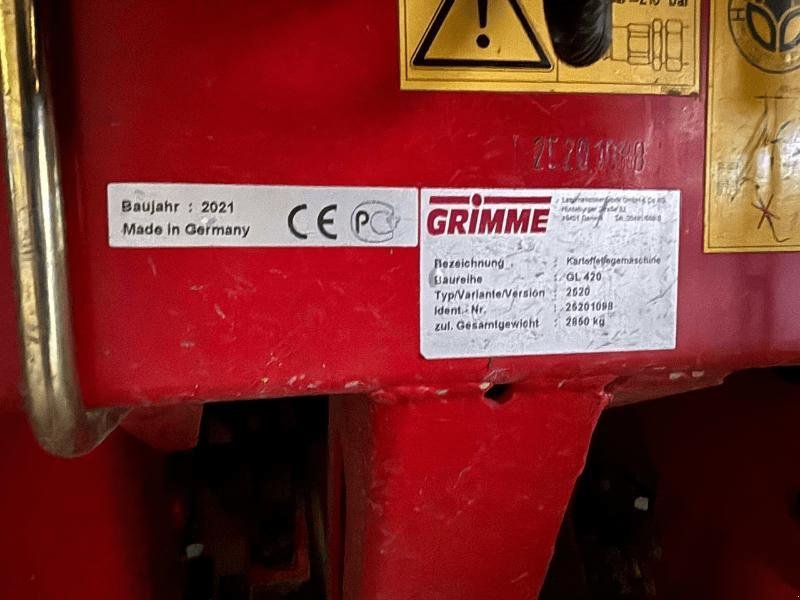 Baujahr : 2021
Made in Germany
CE
GRIMME
Bezeichnung : Kartoffellegemaschine
Baureihe : GL 420
Typ/Variante/Version : 2520
Ident.-Nr. : 25201098
zul. Gesamtgewicht : 2850 kg